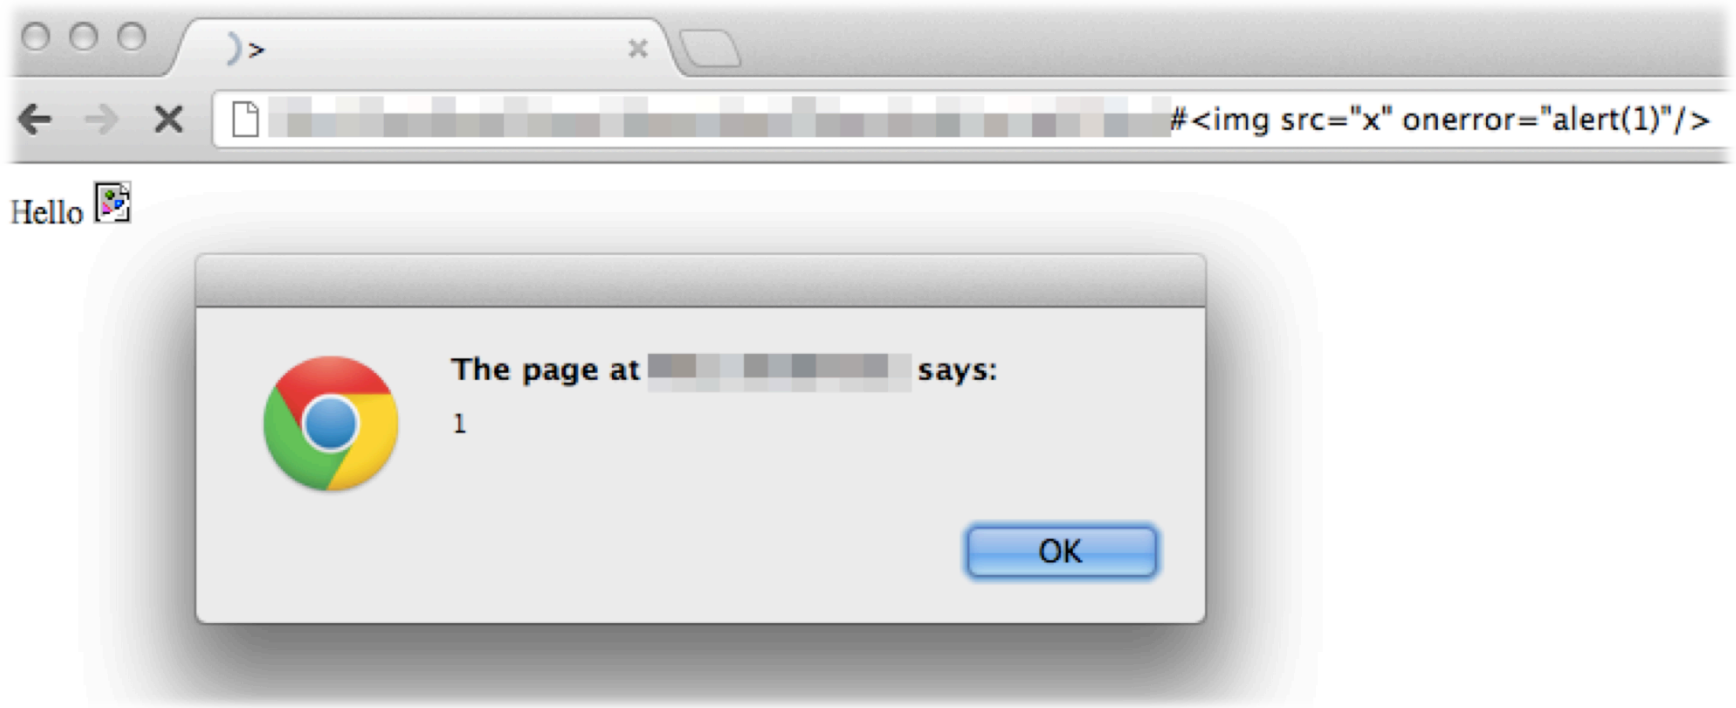 >
#<img src="x" onerror="alert(1)"/>
Hello
The page at says:
1
OK